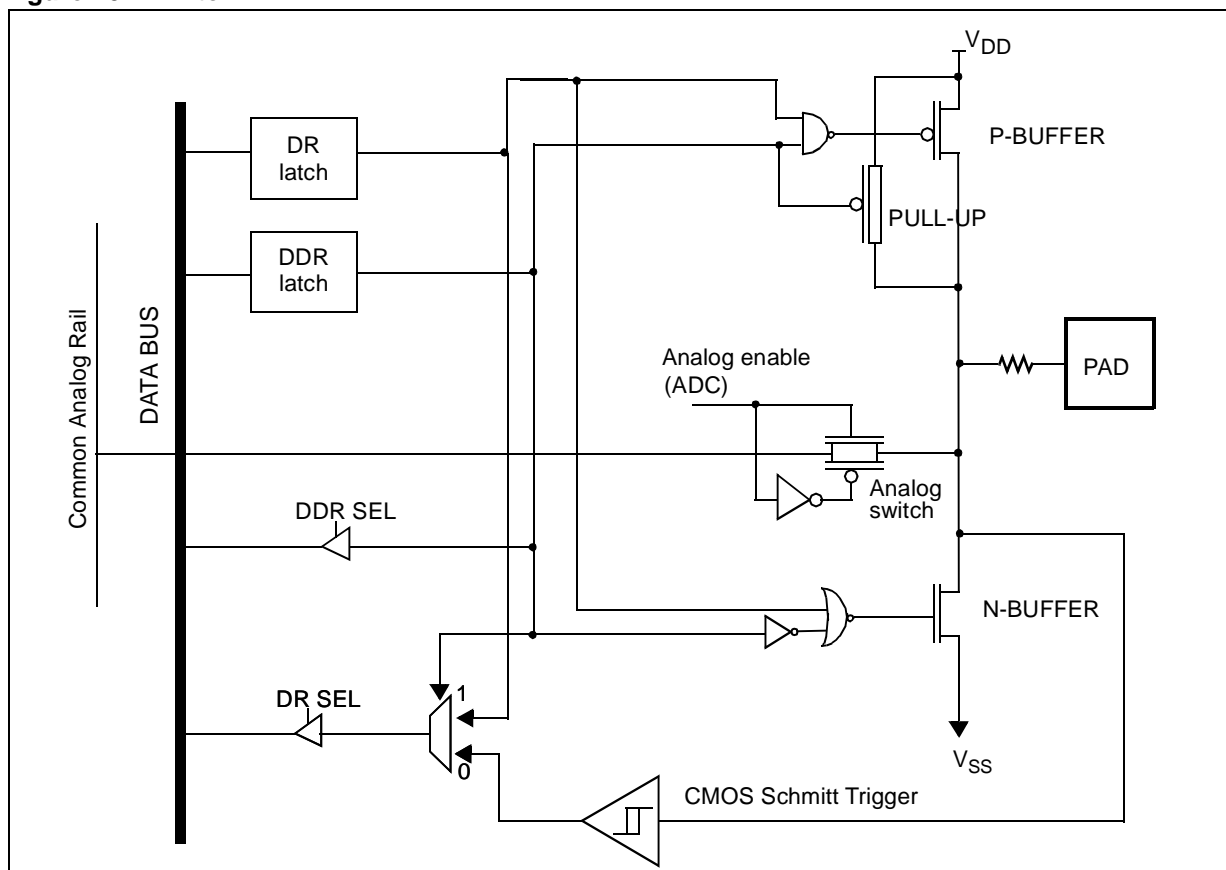 V_DD
DR
latch
P-BUFFER
PULL-UP
DDR
latch
Common Analog Rail
DATA BUS
Analog enable
(ADC)
PAD
Analog
switch
DDR SEL
N-BUFFER
DR SEL
1
0
V_SS
CMOS Schmitt Trigger